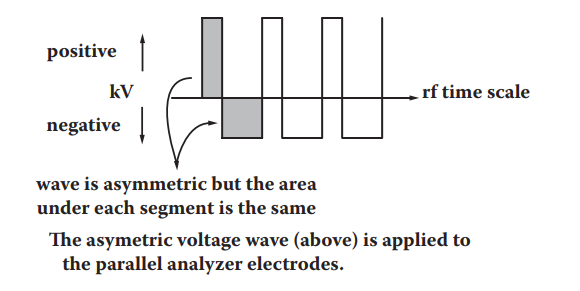 positive
kV
rf time scale
negative
wave is asymmetric but the area
under each segment is the same
The asymetric voltage wave (above) is applied to
the parallel analyzer electrodes.